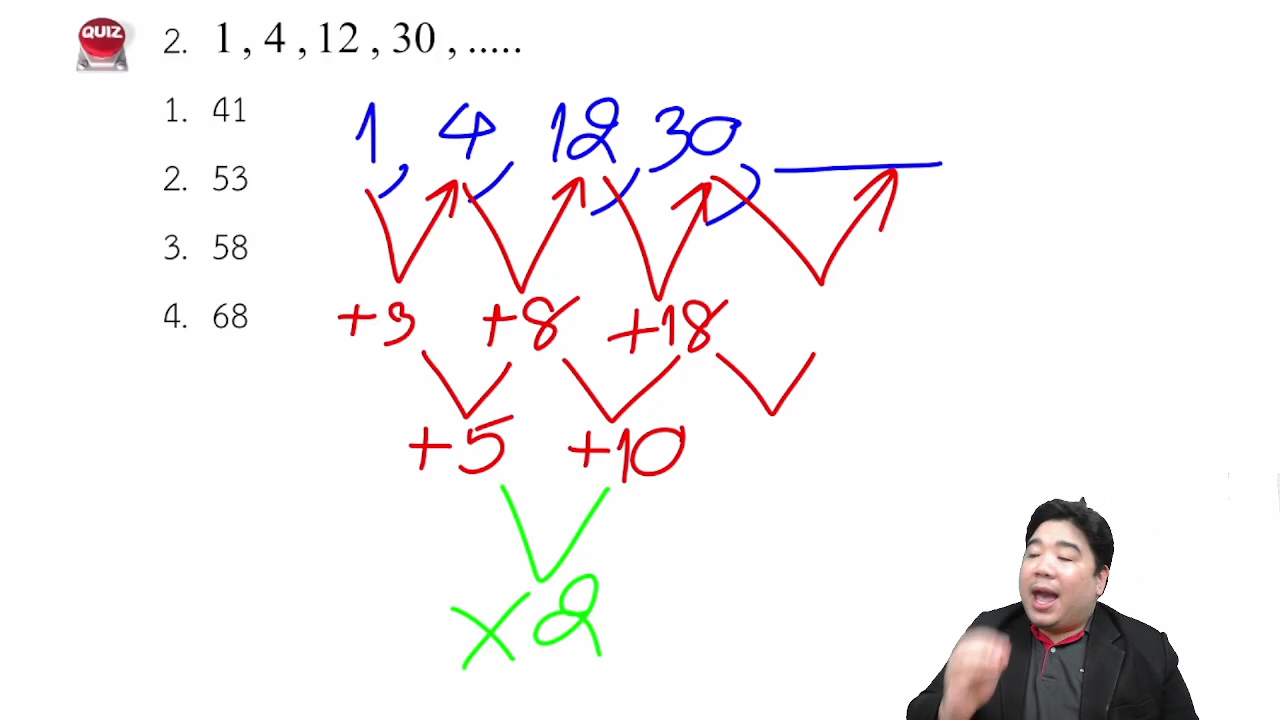 QUIZ 2. 1 , 4 , 12 , 30 , .....
1. 41
1, 4, 12, 30, ____
2. 53
3. 58
4. 68
+3 +8 +18
+5 +10
×2